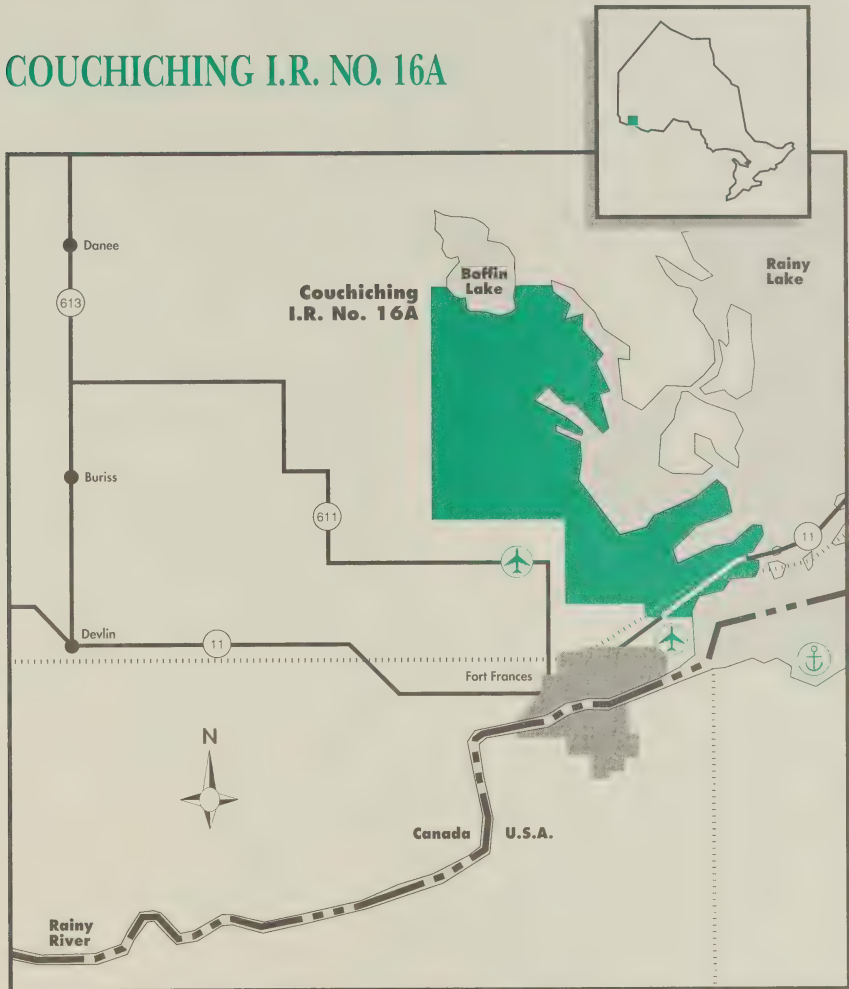 COUCHICHING I.R. NO. 16A
Danee
613
Couchiching
I.R. No. 16A
Boffin
Lake
Rainy
Lake
Buriss
611
11
Devlin
11
Fort Frances
N
Canada
U.S.A.
Rainy
River